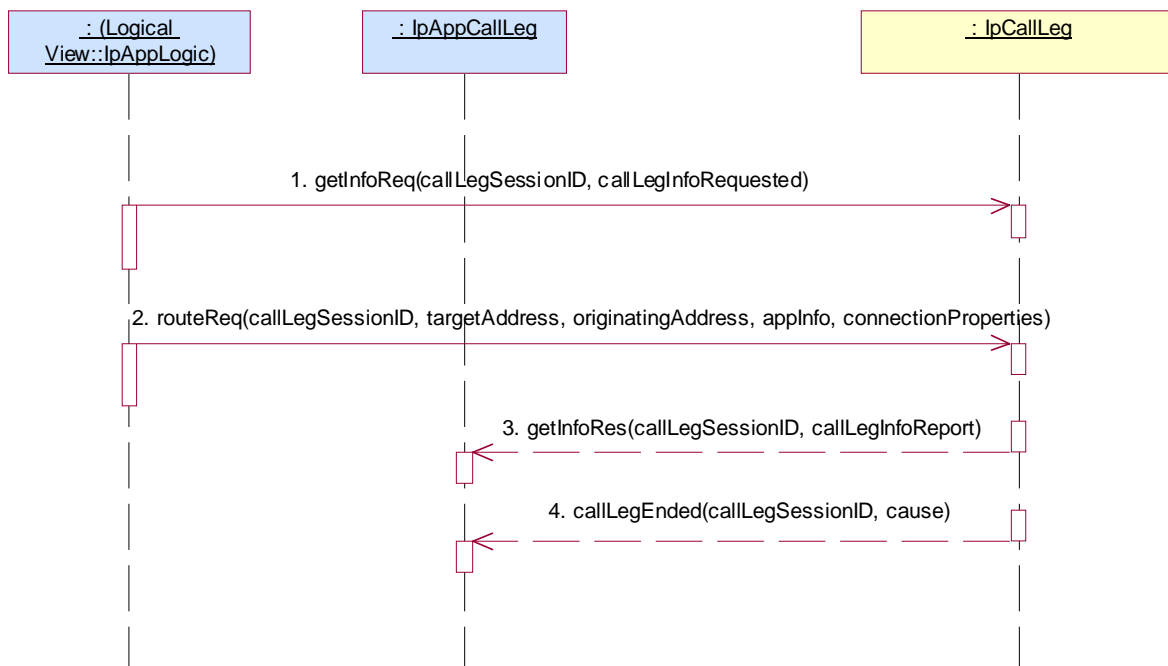 : (Logical
View::IpAppLogic)
: IpAppCallLeg
: IpCallLeg
1. getInfoReq(callLegSessionID, callLegInfoRequested)
2. routeReq(callLegSessionID, targetAddress, originatingAddress, appInfo, connectionProperties)
3. getInfoRes(callLegSessionID, callLegInfoReport)
4. callLegEnded(callLegSessionID, cause)